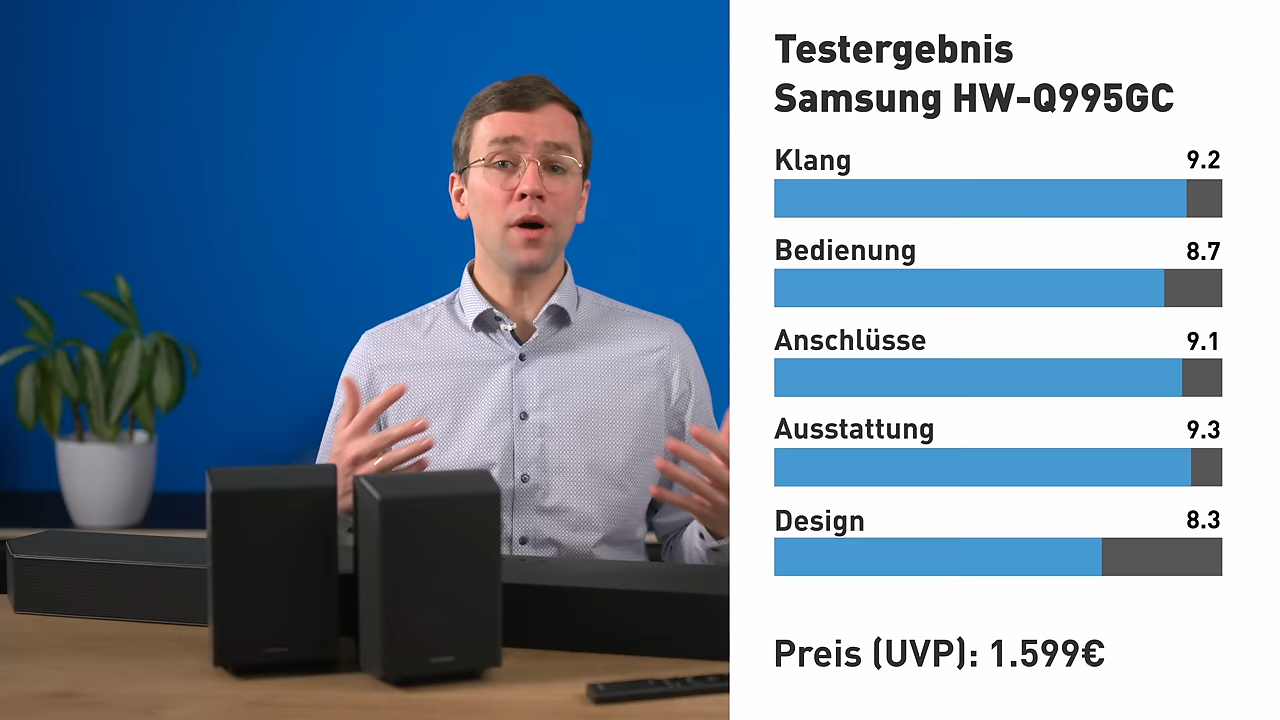 Testergebnis
Samsung HW-Q995GC
Klang 9.2
Bedienung 8.7
Anschlüsse 9.1
Ausstattung 9.3
Design 8.3
Preis (UVP): 1.599€